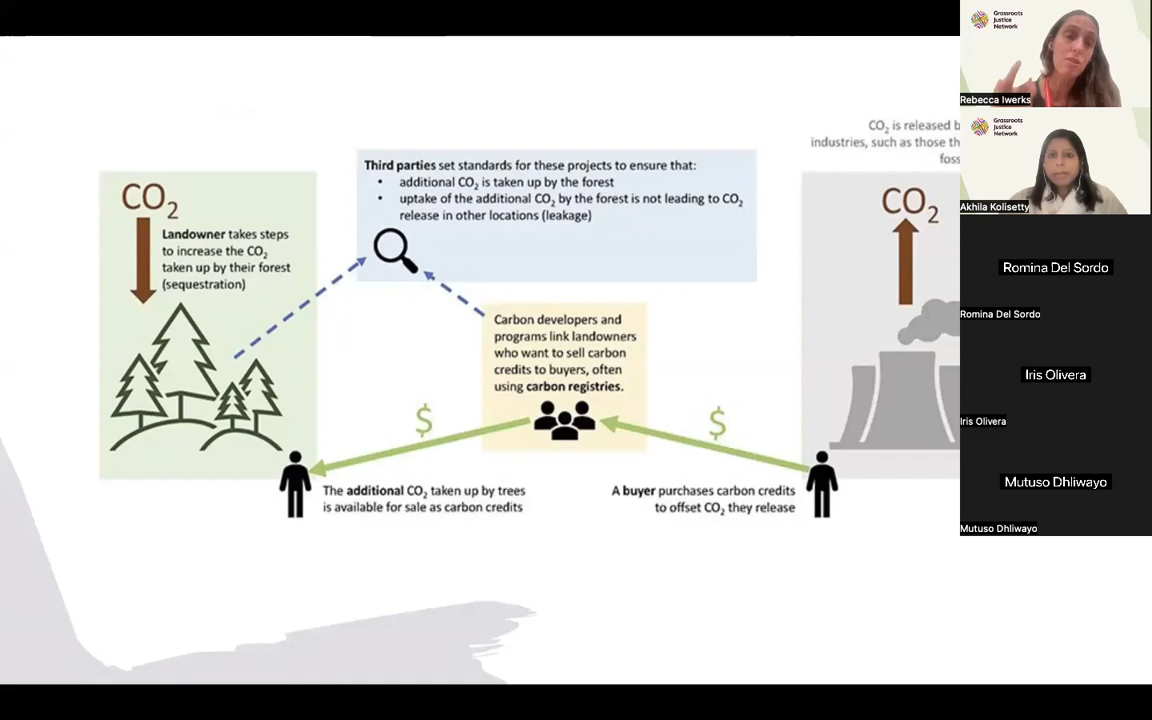 CO₂ is released b
industries, such as those th
foss
Third parties set standards for these projects to ensure that:
• additional CO₂ is taken up by the forest
• uptake of the additional CO₂ by the forest is not leading to CO₂
release in other locations (leakage)
CO₂
Landowner takes steps
to increase the CO₂
taken up by their forest
(sequestration)
CO₂
Carbon developers and
programs link landowners
who want to sell carbon
credits to buyers, often
using carbon registries.
$
$
The additional CO₂ taken up by trees
is available for sale as carbon credits
A buyer purchases carbon credits
to offset CO₂ they release
Grassroots
Justice
Network
Rebecca Iwerks
Grassroots
Justice
Network
Akhila Kolisetty
Romina Del Sordo
Romina Del Sordo
Iris Olivera
Iris Olivera
Mutuso Dhliwayo
Mutuso Dhliwayo